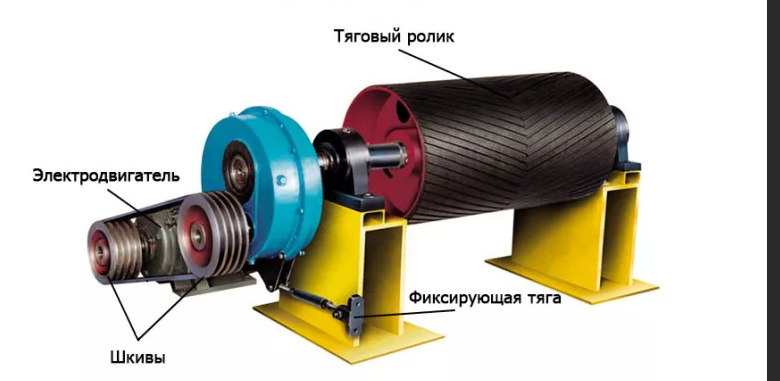 Тяговый ролик
Электродвигатель
Фиксирующая тяга
Шкивы